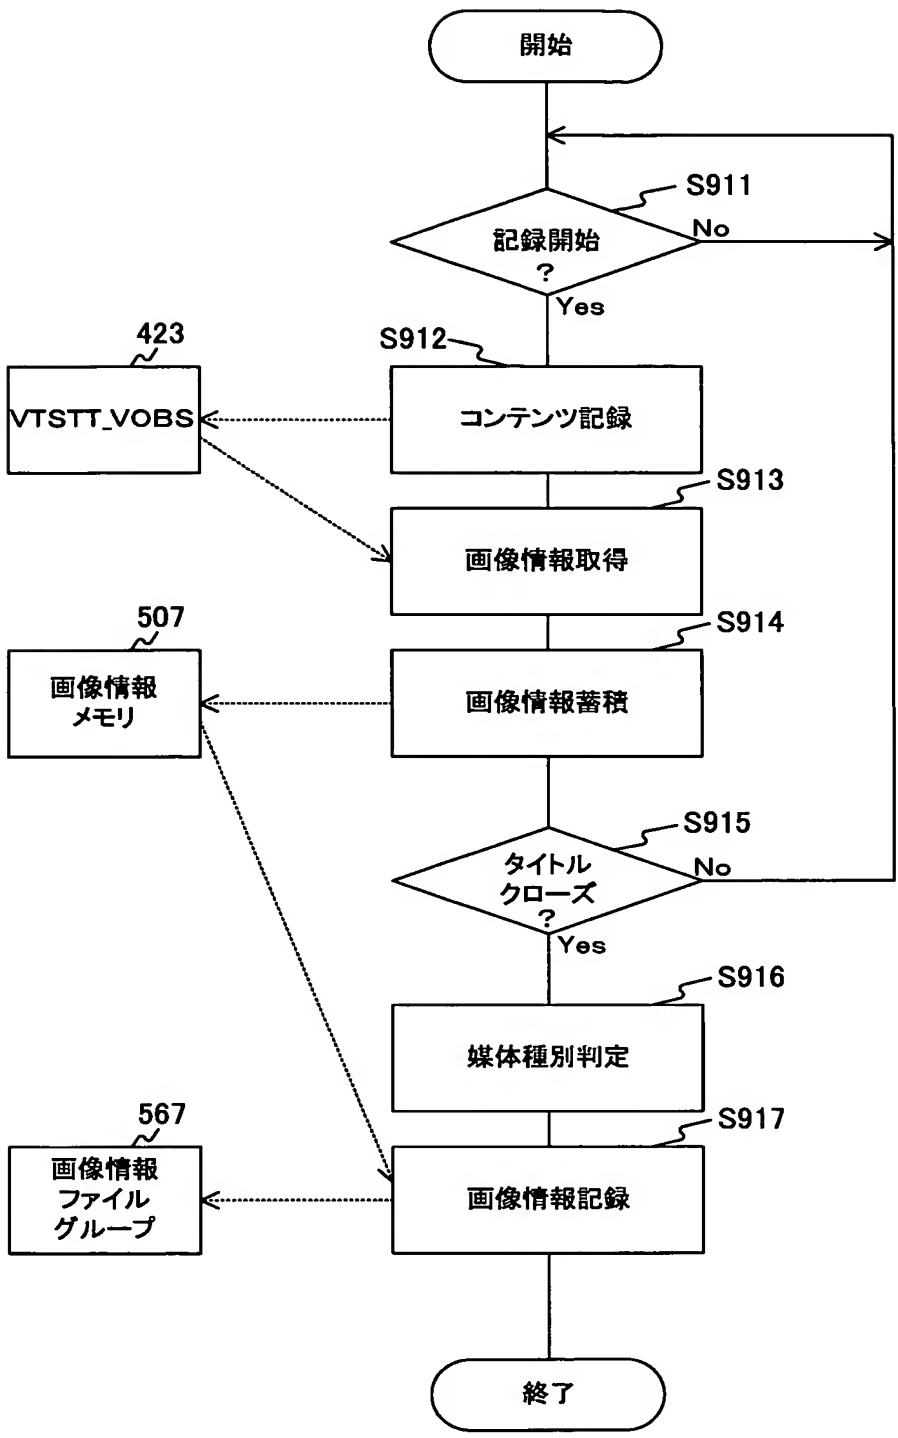 開始
S911
記録開始
?
No
Yes
423
VTSTT_VOBS
S912
コンテンツ記録
S913
画像情報取得
507
画像情報
メモリ
S914
画像情報蓄積
S915
タイトル
クローズ
?
No
Yes
S916
媒体種別判定
567
画像情報
ファイル
グループ
S917
画像情報記録
終了